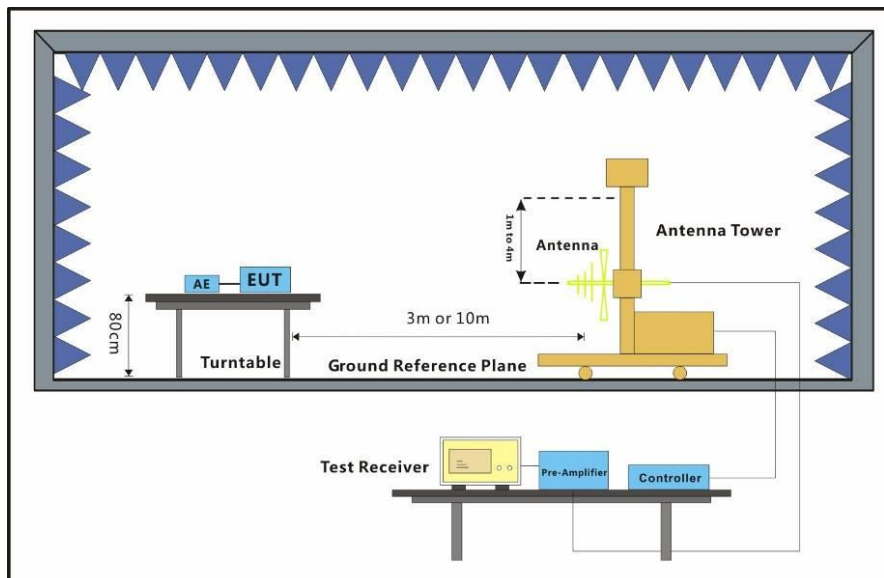 1m to 4m
Antenna
Antenna Tower
AE
EUT
80cm
3m or 10m
Turntable
Ground Reference Plane
Test Receiver
Pre-Amplifier
Controller